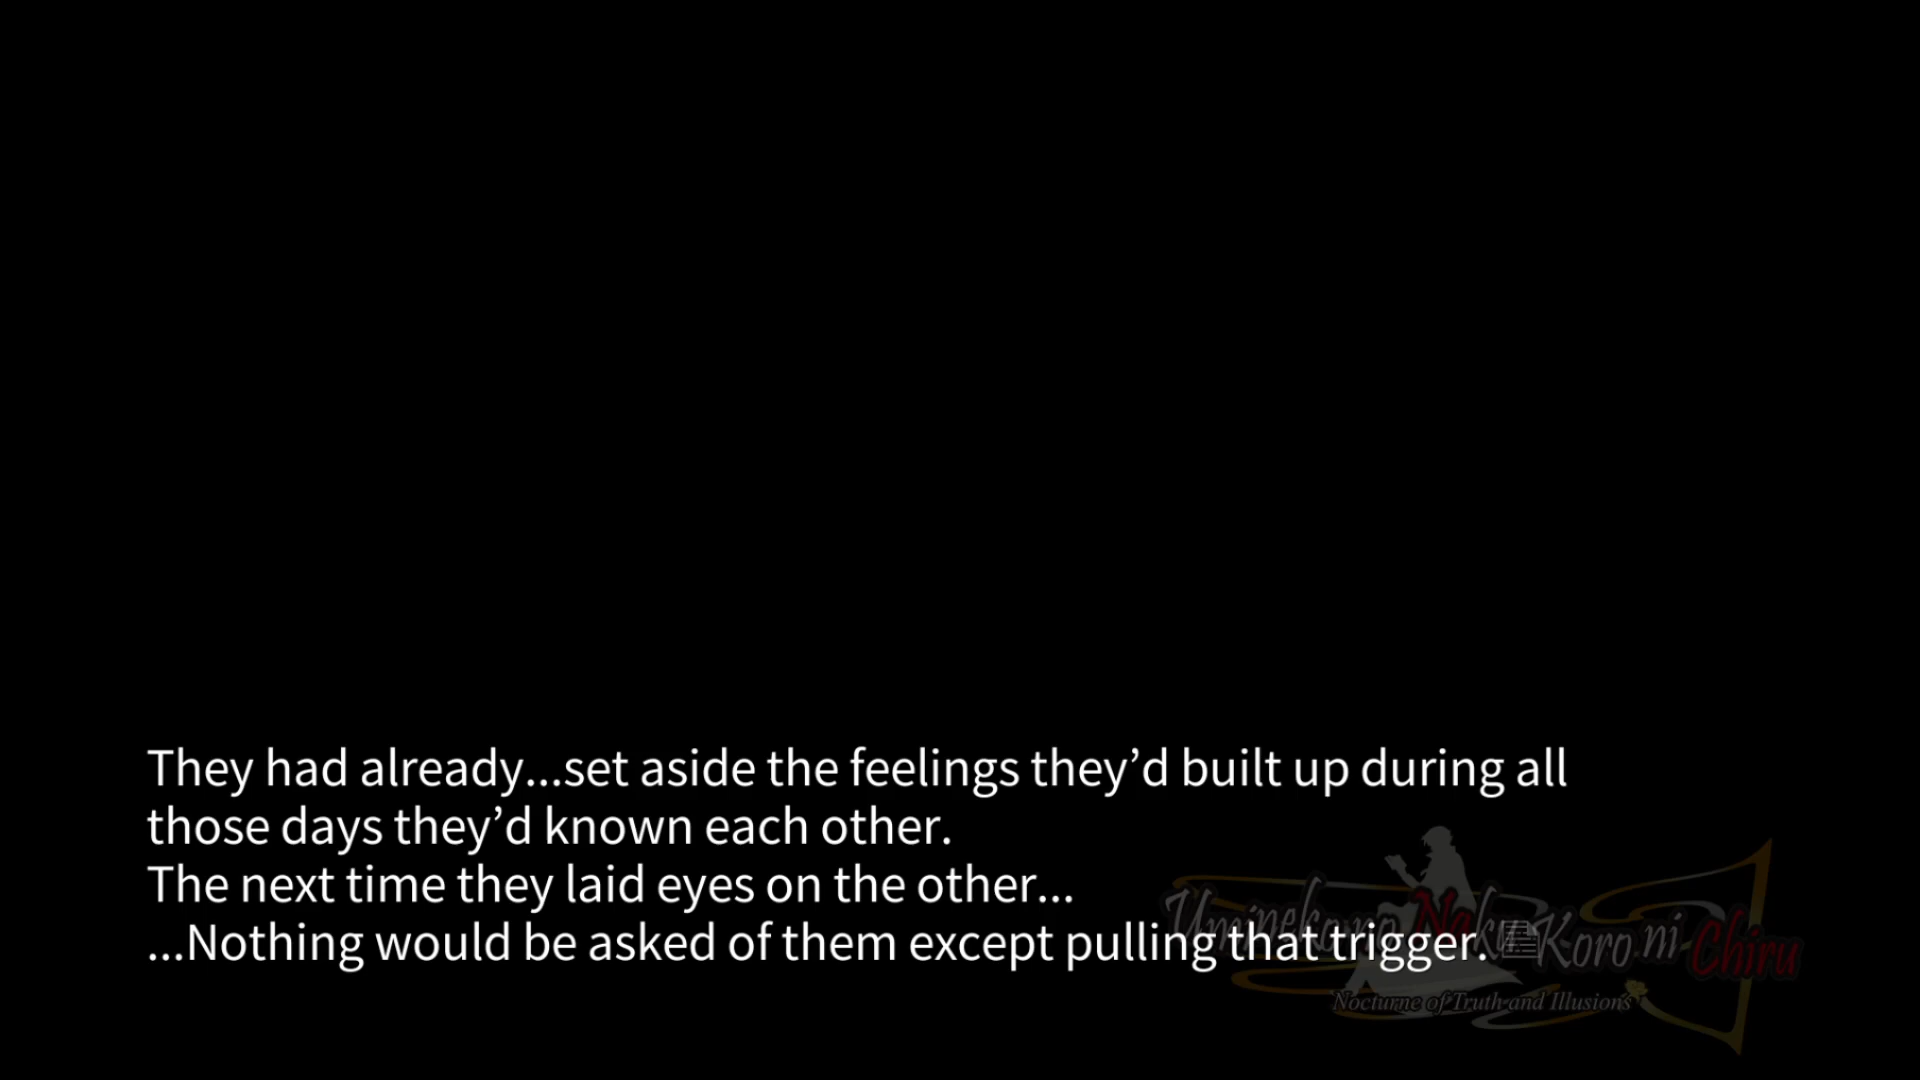 They had already...set aside the feelings they’d built up during all
those days they’d known each other.
The next time they laid eyes on the other...
...Nothing would be asked of them except pulling that trigger.
Umineko no Naku Koro ni Chiru
Nocturne of Truth and Illusions